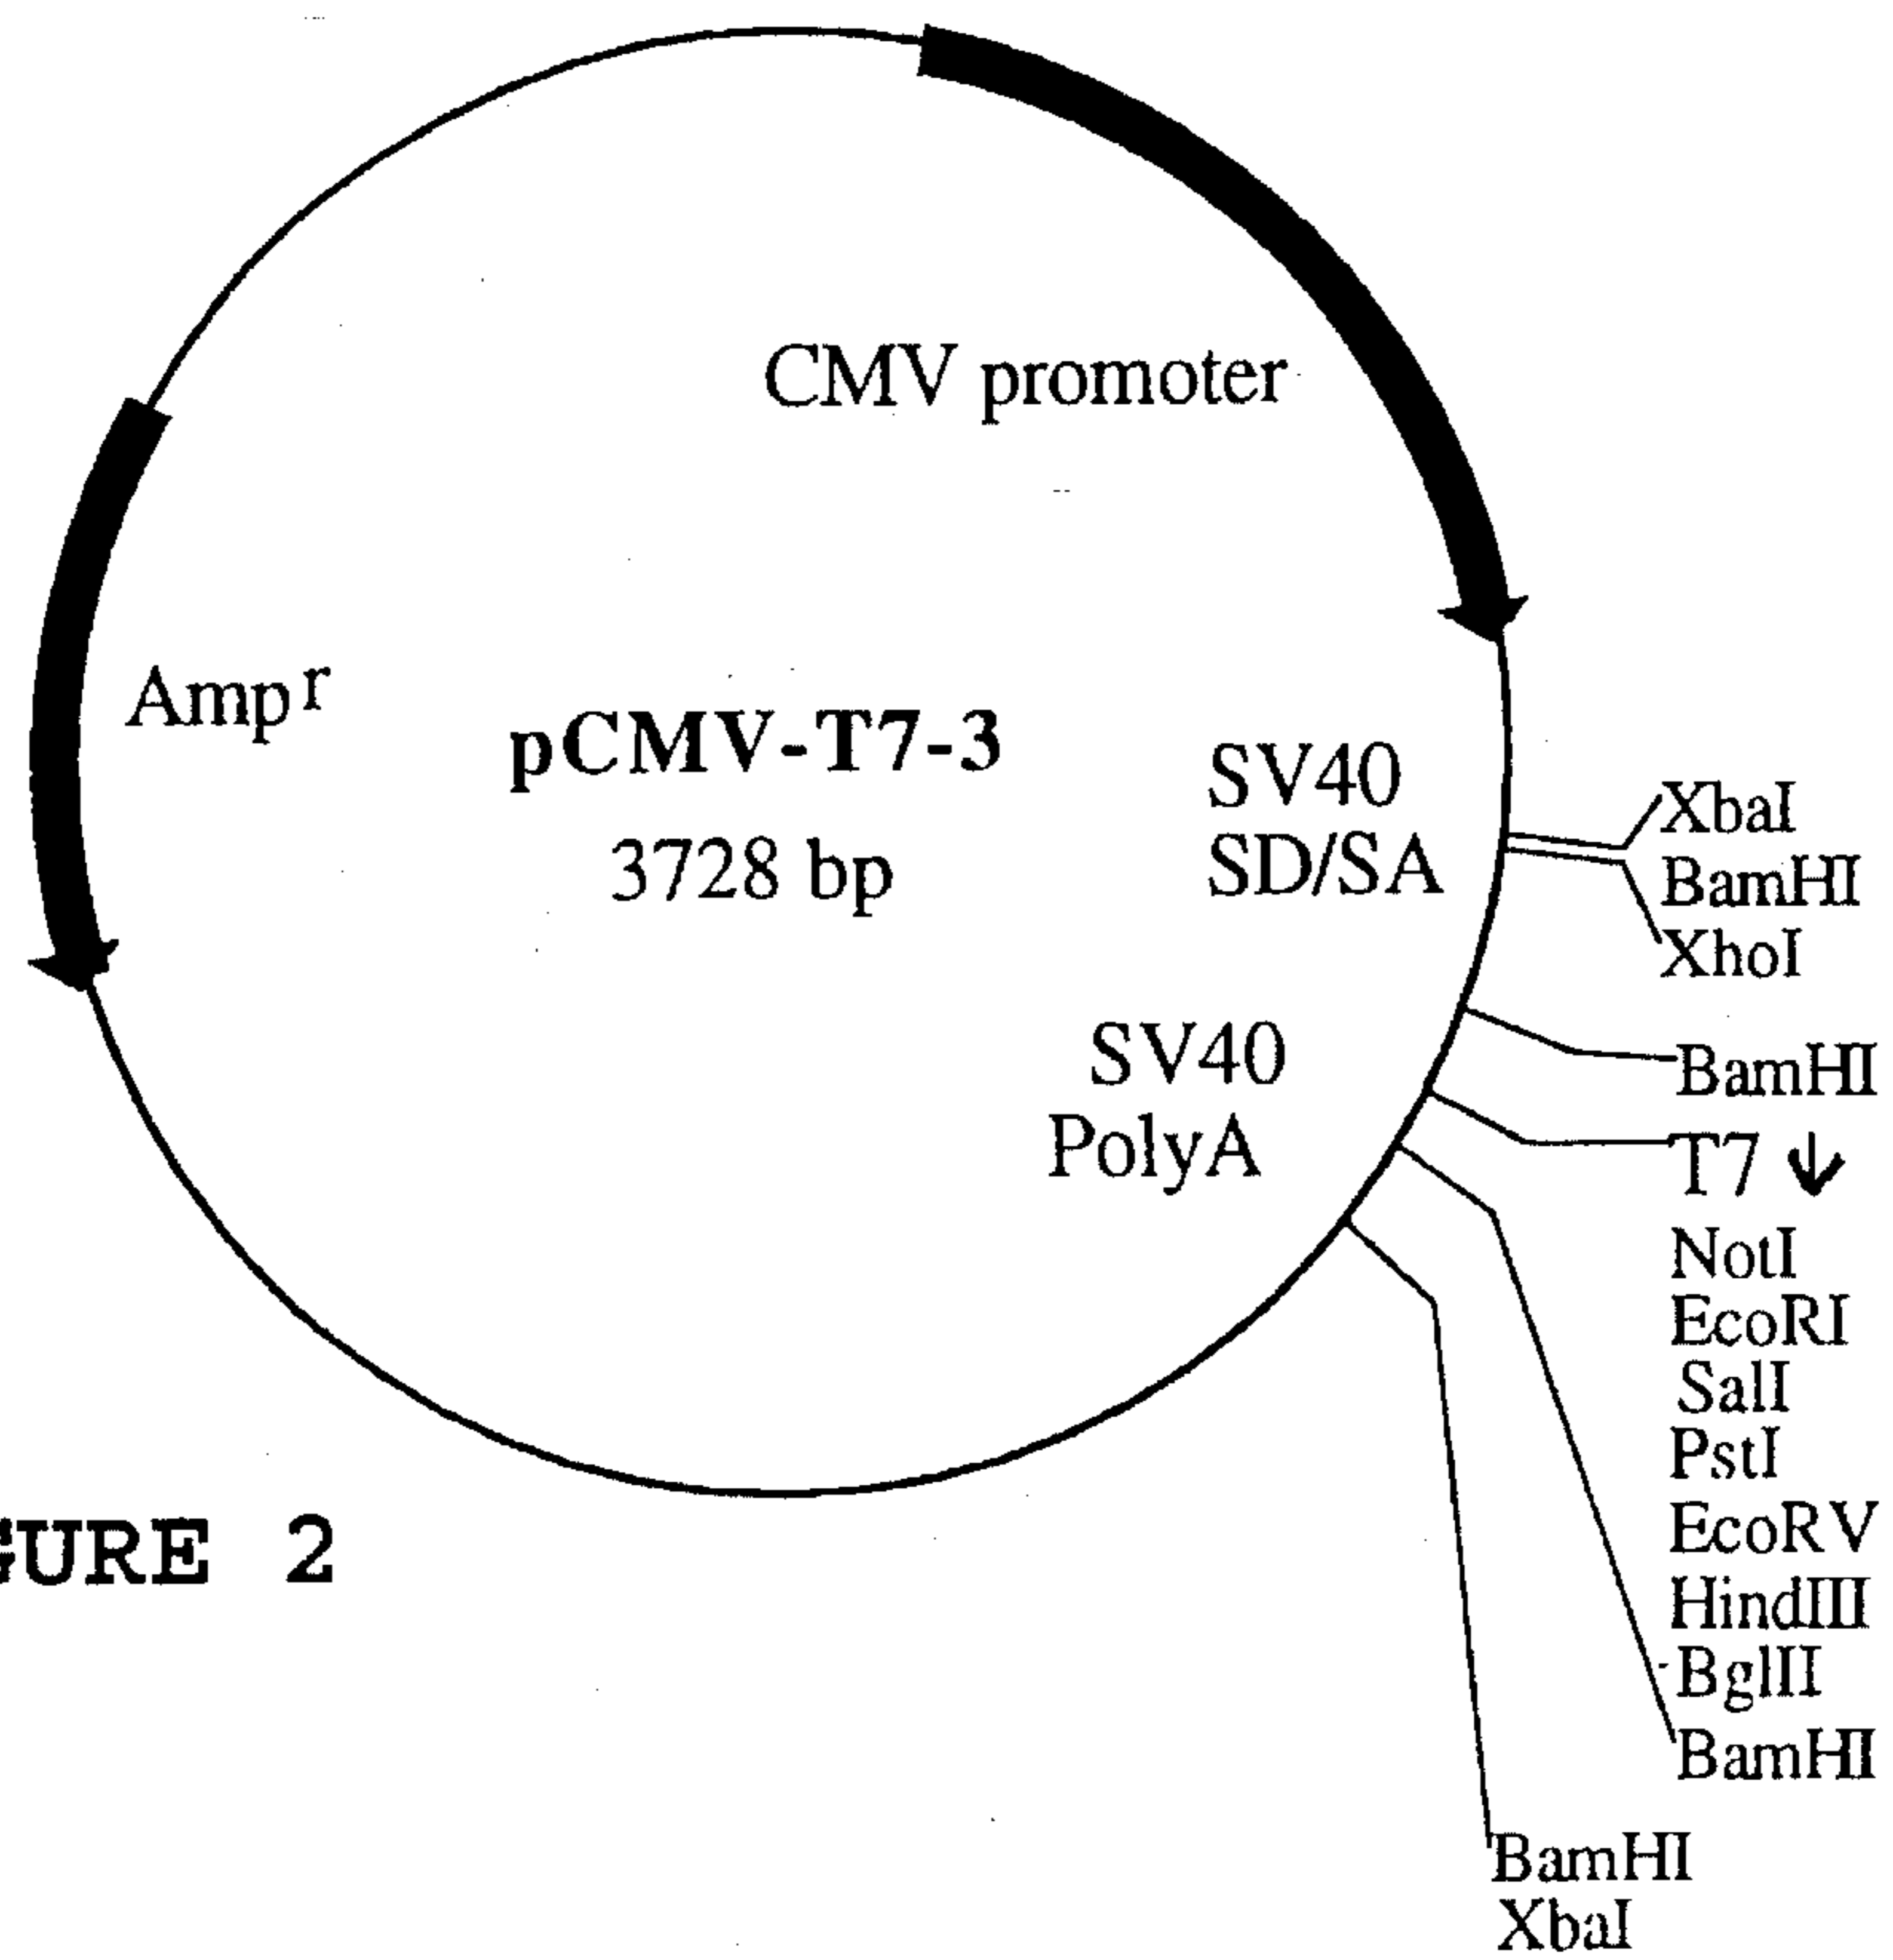 CMV promoter
Ampʳ
pCMV-T7-3
3728 bp
SV40
SD/SA
XbaI
BamHI
XhoI
BamHI
SV40
PolyA
T7 ↓
NotI
EcoRI
SalI
PstI
EcoRV
HindIII
BglII
BamHI
BamHI
XbaI
GURE 2